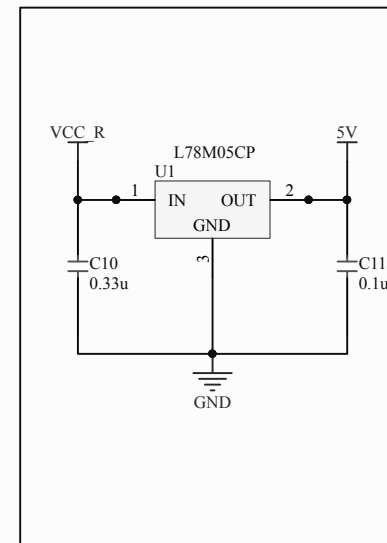 VCC_R
5V
L78M05CP
U1
1
IN
OUT
2
GND
3
C10
0.33u
C11
0.1u
GND